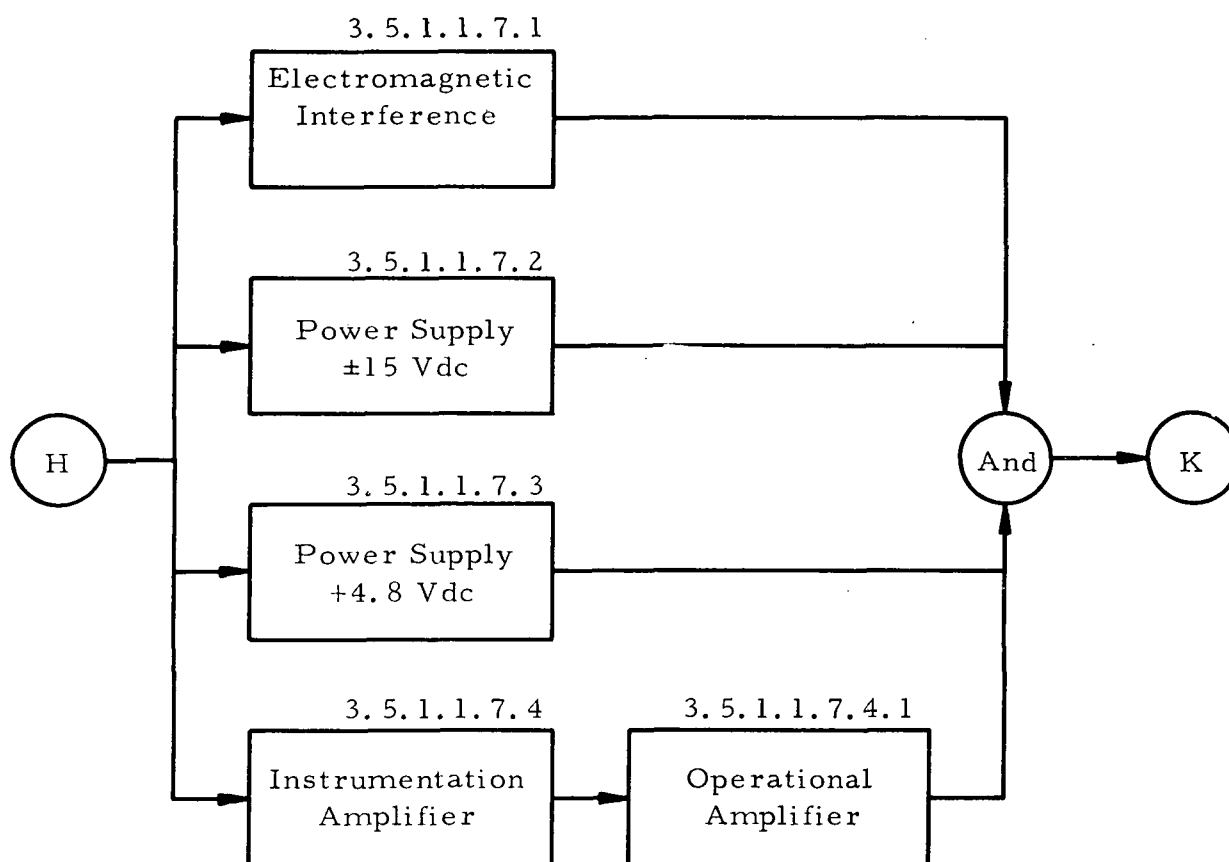 3.5.1.1.7.1
Electromagnetic
Interference
3.5.1.1.7.2
Power Supply
±15 Vdc
H
And
K
3.5.1.1.7.3
Power Supply
+4.8 Vdc
3.5.1.1.7.4
3.5.1.1.7.4.1
Instrumentation
Amplifier
Operational
Amplifier